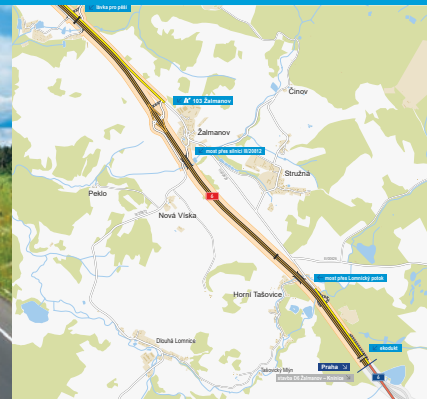 lávka pro pěší
103 Žalmanov
Činov
Žalmanov
most přes silnici III/20812
Stružná
Peklo
6
Nová Víska
most přes Lomnický potok
Horní Tašovice
Dlouhá Lomnice
ekodukt
Tašovický Mlýn
Praha
stavba D6 Žalmanov – Knínice
6